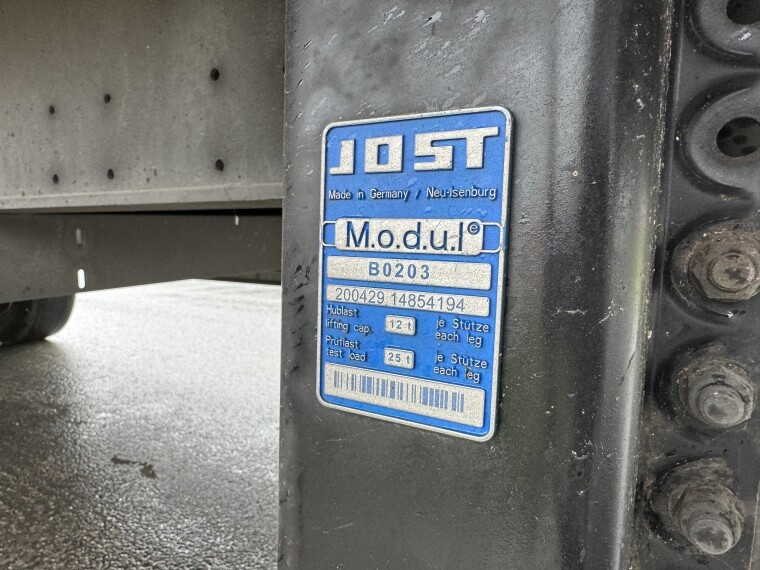 JOST
Made in Germany / Neu-Isenburg
M.o.d.u.l e
B0203
200429 14854194
Hublast 12 t je Stütze
lifting cap. each leg
Prüflast 25 t je Stütze
test load each leg